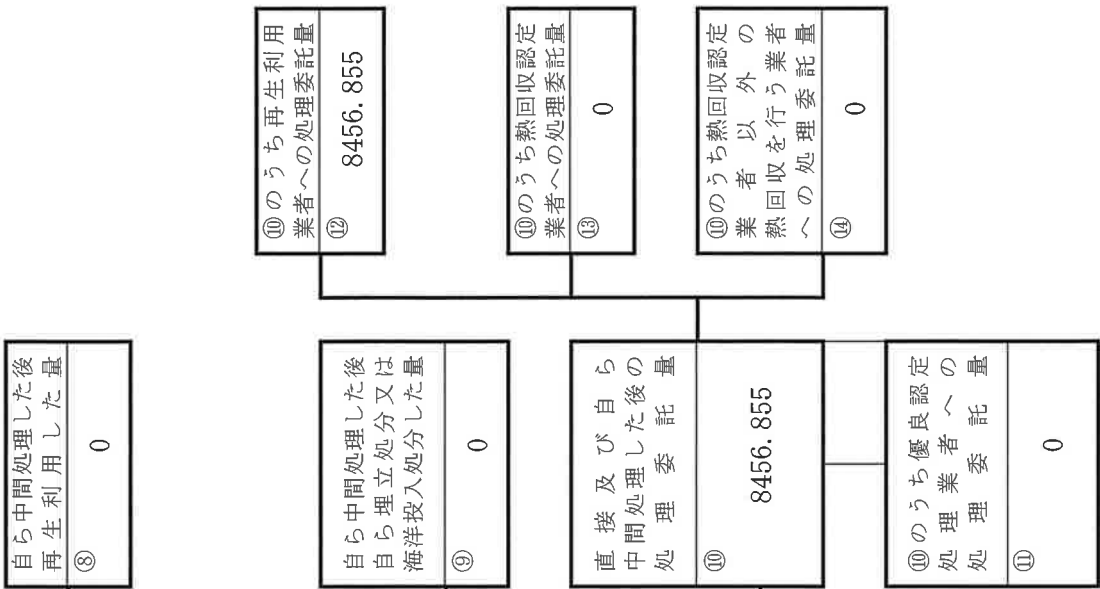 自ら中間処理した後
再生利用した量
⑧
0
自ら中間処理した後
自ら埋立処分又は
海洋投入処分した量
⑨
0
直接及び自ら
中間処理した後の
処理委託量
⑩
8456.855
⑩のうち優良認定
処理業者への
処理委託量
⑪
0
⑩のうち再生利用
業者への処理委託量
⑫
8456.855
⑩のうち熱回収認定
業者への処理委託量
⑬
0
⑩のうち熱回収認定
業者以外の
熱回収を行う業者
への処理委託量
⑭
0